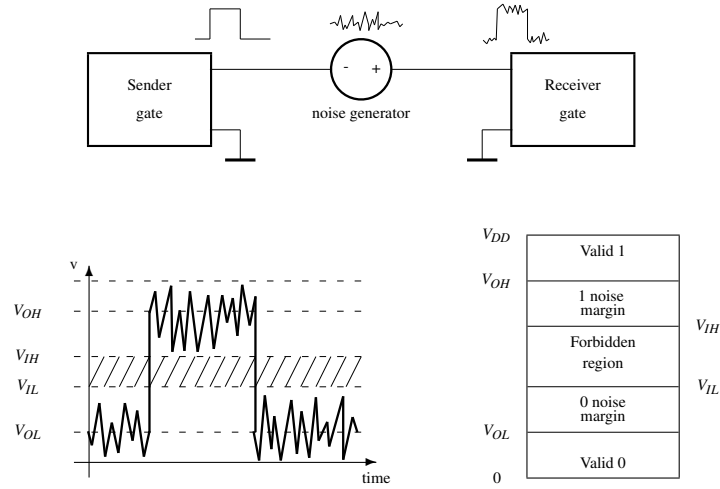 Sender
gate
- +
noise generator
Receiver
gate
v
V_OH
V_IH
V_IL
V_OL
time
V_DD
Valid 1
V_OH
1 noise
margin
V_IH
Forbidden
region
V_IL
0 noise
margin
V_OL
Valid 0
0